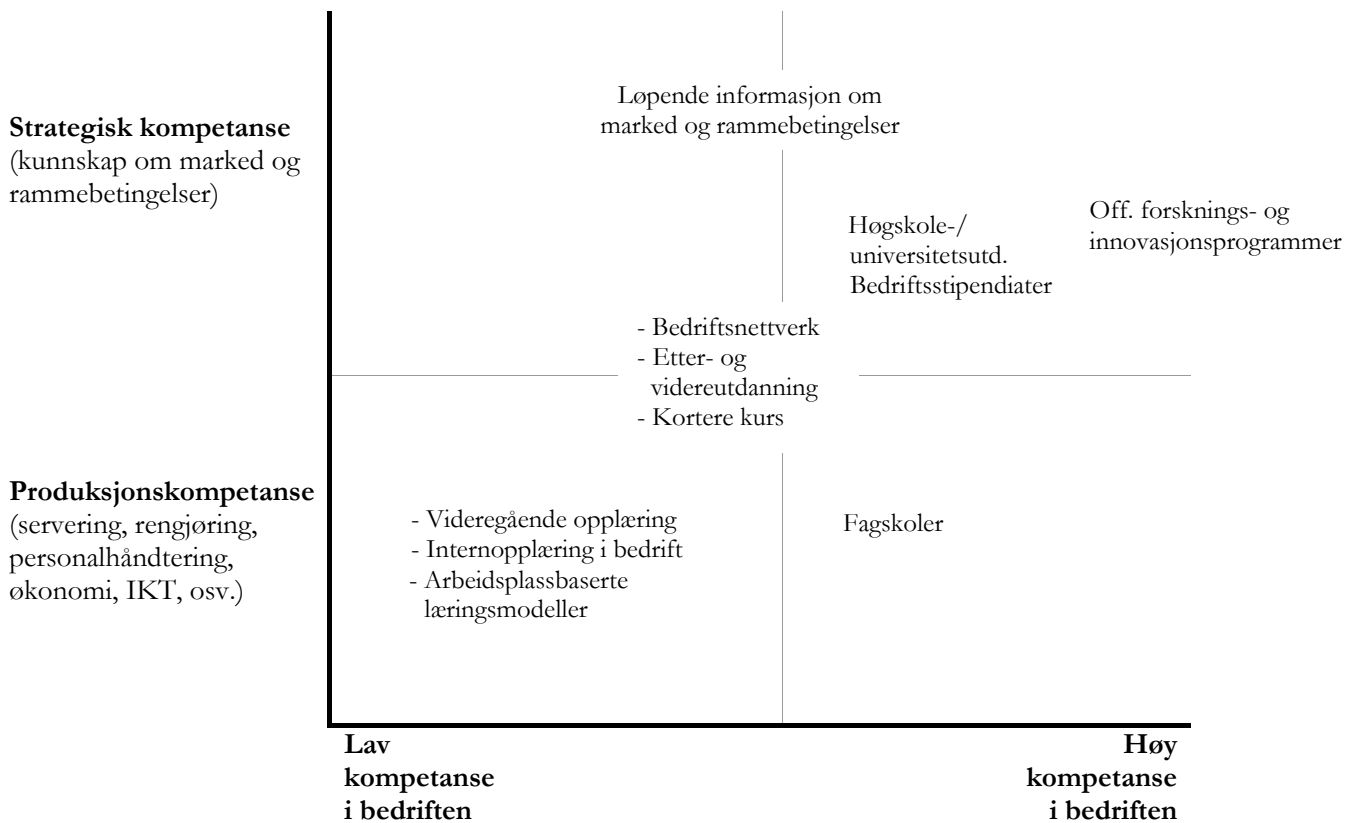 Løpende informasjon om
marked og rammebetingelser
Strategisk kompetanse
(kunnskap om marked og
rammebetingelser)
Høgskole-/
universitetsutd.
Bedriftsstipendiater
Off. forsknings- og
innovasjonsprogrammer
- Bedriftsnettverk
- Etter- og
videreutdanning
- Kortere kurs
Produksjonskompetanse
(servering, rengjøring,
personalhåndtering,
økonomi, IKT, osv.)
- Videregående opplæring
- Internopplæring i bedrift
- Arbeidsplassbaserte
læringsmodeller
Fagskoler
Lav
kompetanse
i bedriften
Høy
kompetanse
i bedriften